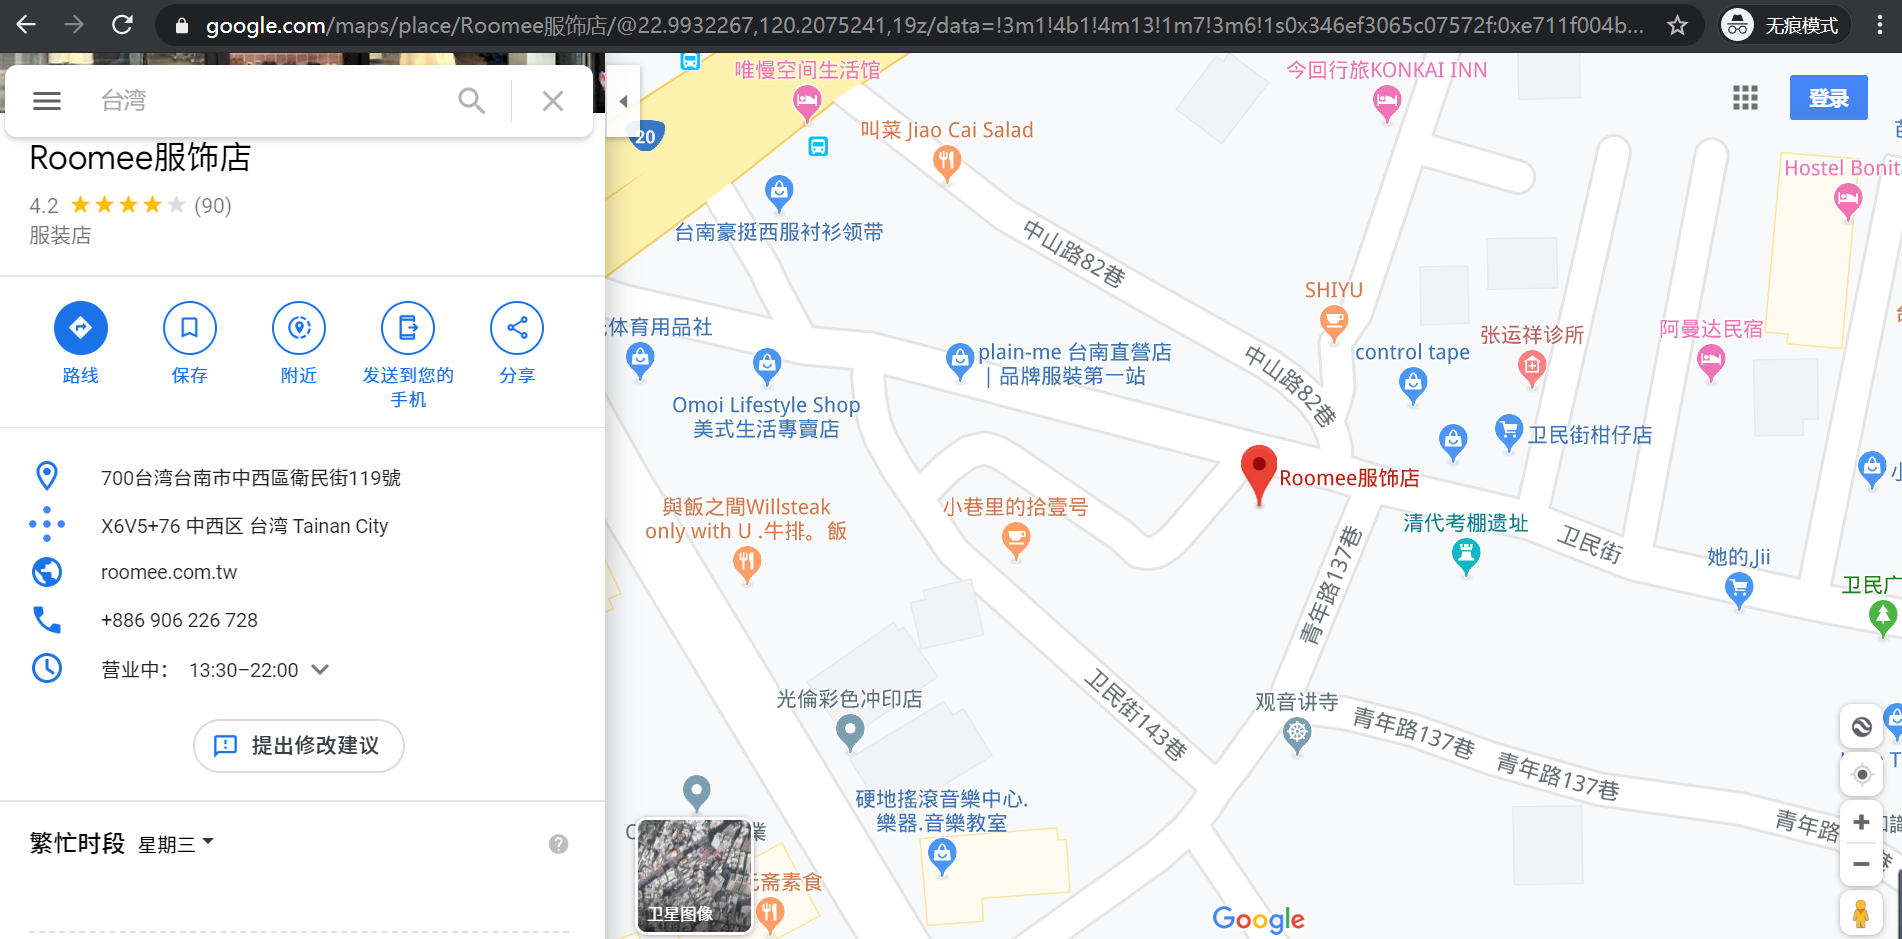 google.com/maps/place/Roomee服饰店/@22.9932267,120.2075241,19z/data=!3m1!4b1!4m13!1m7!3m6!1s0x346ef3065c07572f:0xe711f004b...
无痕模式
台湾
Roomee服饰店
4.2 (90)
服装店
路线
保存
附近
发送到您的
手机
分享
700台湾台南市中西區衛民街119號
X6V5+76 中西区 台湾 Tainan City
roomee.com.tw
+886 906 226 728
营业中： 13:30–22:00
提出修改建议
繁忙时段 星期三
登录
唯慢空间生活馆
今回行旅KONKAI INN
20
叫菜 Jiao Cai Salad
Hostel Bonit
台南豪挺西服衬衫领带
中山路82巷
SHIYU
体育用品社
plain-me 台南直營店
| 品牌服裝第一站
中山路82巷
control tape
张运祥诊所
阿曼达民宿
Omoi Lifestyle Shop
美式生活專賣店
卫民街柑仔店
Roomee服饰店
與飯之間Willsteak
only with U .牛排。飯
小巷里的拾壹号
清代考棚遗址
卫民街
她的,Jii
青年路137巷
卫民广
光倫彩色冲印店
卫民街143巷
观音讲寺
青年路137巷
青年路137巷
青年路
硬地搖滾音樂中心.
樂器.音樂教室
斋素食
卫星图像
Google